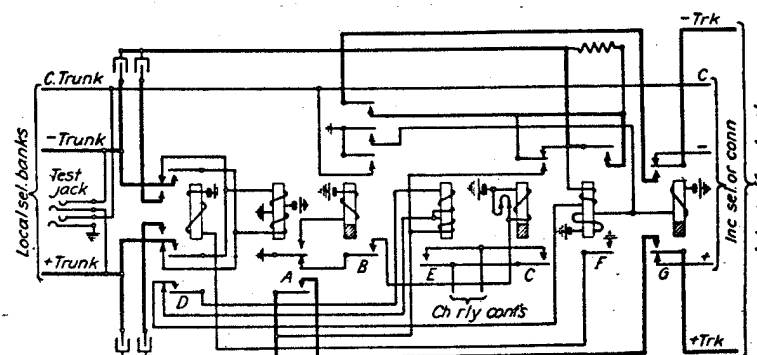 -Trk
C. Trunk
C
-Trunk
-
Test
jack
Local sel. banks
Inc sel. or conn
+Trunk
+
A
B
E
C
F
G
D
Ch rly conts
+Trk